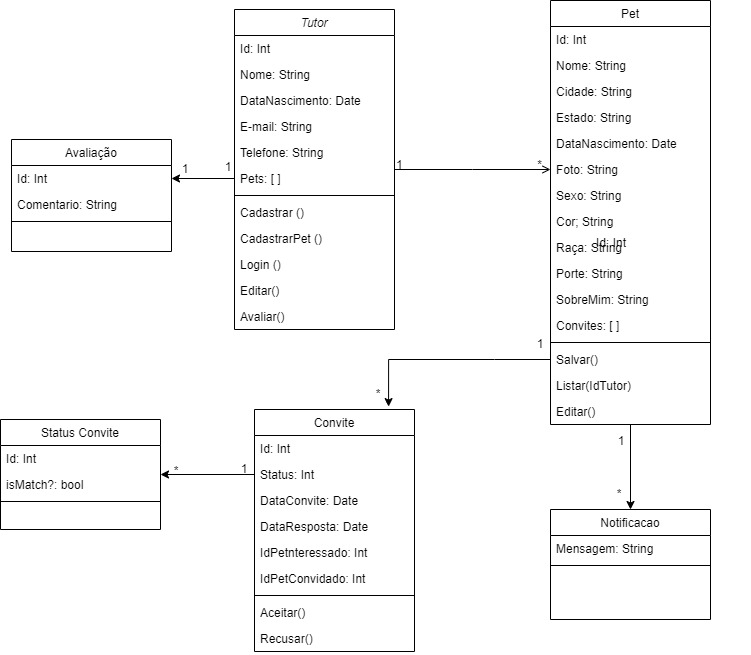 Tutor
Id: Int
Nome: String
DataNascimento: Date
E-mail: String
Telefone: String
Pets: [ ]
Cadastrar ()
CadastrarPet ()
Login ()
Editar()
Avaliar()
Pet
Id: Int
Nome: String
Cidade: String
Estado: String
DataNascimento: Date
Foto: String
Sexo: String
Cor; String
Id: Int
Raça: String
Porte: String
SobreMim: String
Convites: [ ]
Salvar()
Listar(IdTutor)
Editar()
Avaliação
Id: Int
Comentario: String
1
1
1
*
1
*
Status Convite
Id: Int
isMatch?: bool
*
1
Convite
Id: Int
Status: Int
DataConvite: Date
DataResposta: Date
IdPetnteressado: Int
IdPetConvidado: Int
Aceitar()
Recusar()
1
*
Notificacao
Mensagem: String